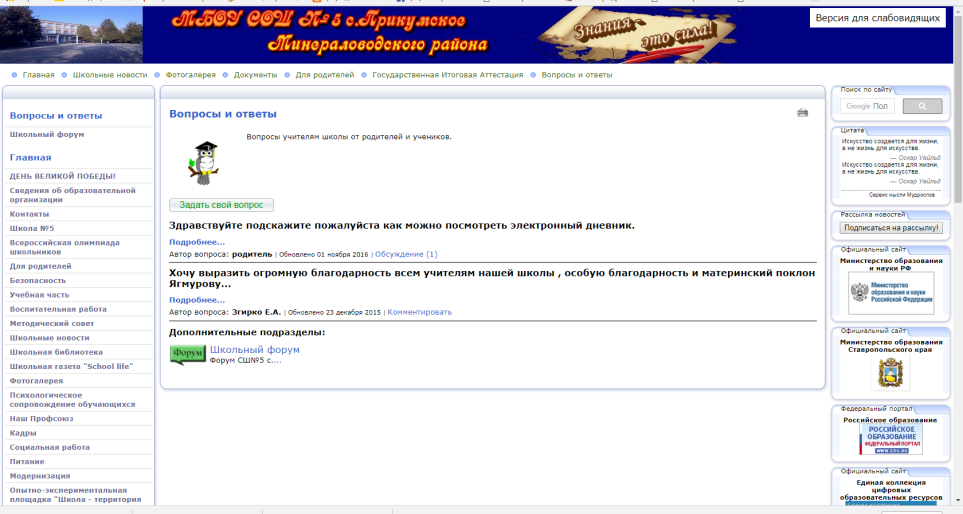 МБОУ СОШ №5 с.Прикумское
Минераловодского района
Знания
это сила!
Версия для слабовидящих
Главная Школьные новости Фотогалерея Документы Для родителей Государственная Итоговая Аттестация Вопросы и ответы
Вопросы и ответы
Школьный форум
Главная
ДЕНЬ ВЕЛИКОЙ ПОБЕДЫ!
Сведения об образовательной
организации
Контакты
Школа №5
Всероссийская олимпиада
школьников
Для родителей
Безопасность
Учебная часть
Воспитательная работа
Методический совет
Школьные новости
Школьная библиотека
Школьная газета "School life"
Фотогалерея
Психологическое
сопровождение обучающихся
Наш Профсоюз
Кадры
Социальная работа
Питание
Модернизация
Опытно-экспериментальная
площадка "Школа - территория
Вопросы и ответы
Вопросы учителям школы от родителей и учеников.
Задать свой вопрос
Здравствуйте подскажите пожалуйста как можно посмотреть электронный дневник.
Подробнее...
Автор вопроса: родитель | Обновлено 01 ноября 2016 | Обсуждение (1)
Хочу выразить огромную благодарность всем учителям нашей школы , особую благодарность и материнский поклон
Ягмурову...
Подробнее...
Автор вопроса: Згирко Е.А. | Обновлено 23 декабря 2015 | Комментировать
Дополнительные подразделы:
Форум
Школьный форум
Форум СШ№5 с....
Поиск по сайту
Google Пол
Цитата
Искусство создается для жизни,
а не жизнь для искусства.
— Оскар Уайльд
Искусство создается для жизни,
а не жизнь для искусства.
— Оскар Уайльд
Сервис мысли Мудрослов
Рассылка новостей
Подписаться на рассылку!
Официальный сайт
Министерство образования
и науки РФ
Министерство
образования и науки
Российской Федерации
Официальный сайт
Министерство образования
Ставропольского края
Федеральный портал
Российское образование
РОССИЙСКОЕ
ОБРАЗОВАНИЕ
ФЕДЕРАЛЬНЫЙ ПОРТАЛ
WWW.EDU.RU
Официальный сайт
Единая коллекция
цифровых
образовательных ресурсов